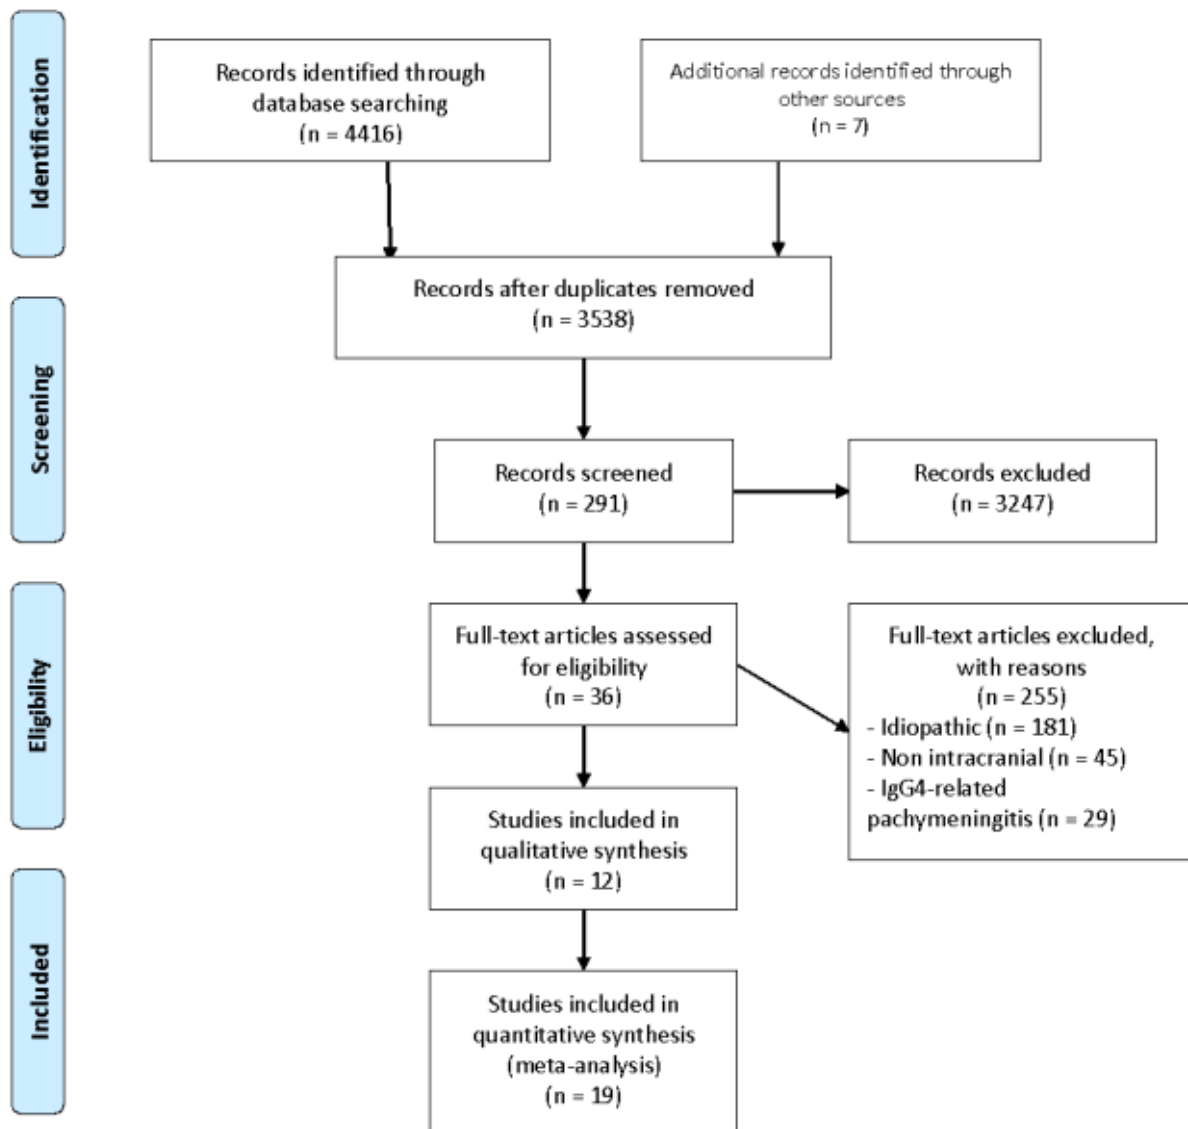 Identification
Records identified through
database searching
(n = 4416)
Additional records identified through
other sources
(n = 7)
Records after duplicates removed
(n = 3538)
Screening
Records screened
(n = 291)
Records excluded
(n = 3247)
Eligibility
Full-text articles assessed
for eligibility
(n = 36)
Full-text articles excluded,
with reasons
(n = 255)
- Idiopathic (n = 181)
- Non intracranial (n = 45)
- IgG4-related
pachymeningitis (n = 29)
Studies included in
qualitative synthesis
(n = 12)
Included
Studies included in
quantitative synthesis
(meta-analysis)
(n = 19)